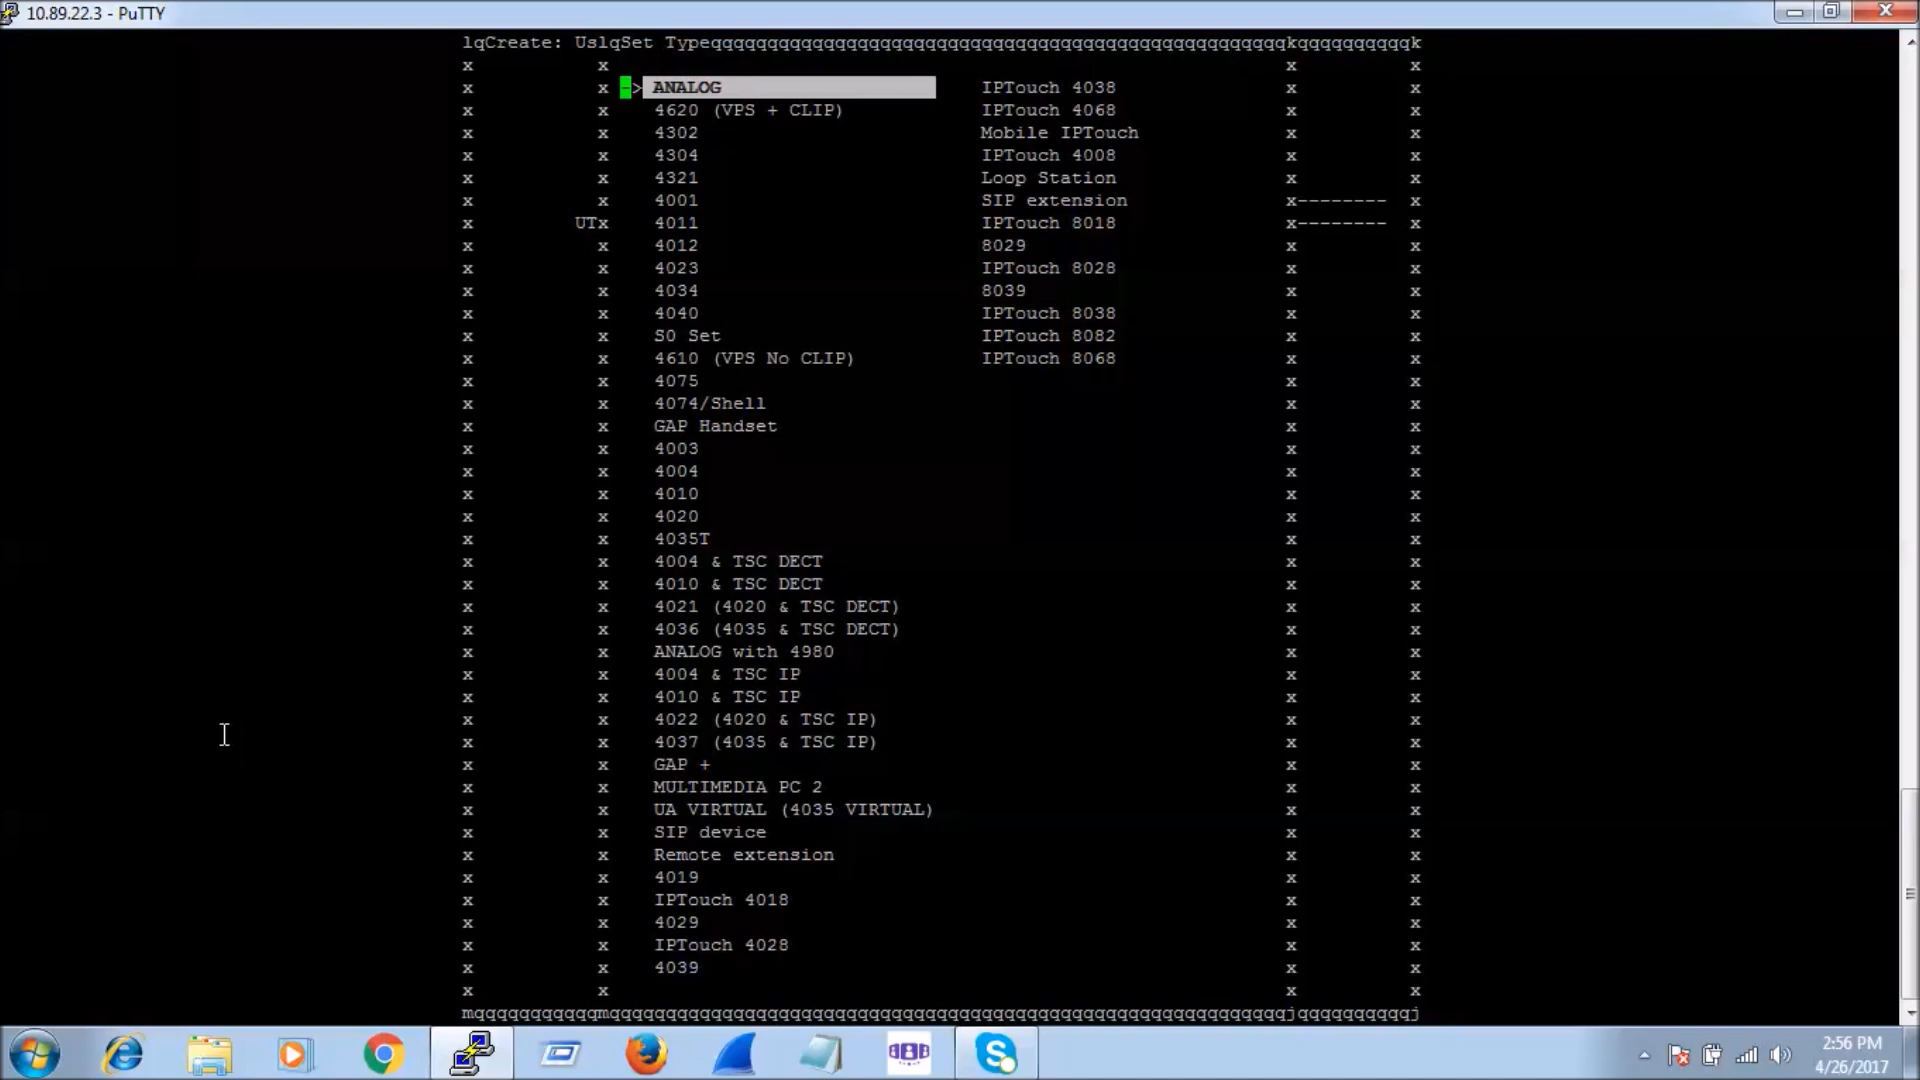 10.89.22.3 - PuTTY
lqCreate: UslqSet Typeqqqqqqqqqqqqqqqqqqqqqqqqqqqqqqqqqqqqqqqqqqqqqqqqqqqkqqqqqqqqqqk
x x x x
x x -> ANALOG IPTouch 4038 x x
x x 4620 (VPS + CLIP) IPTouch 4068 x x
x x 4302 Mobile IPTouch x x
x x 4304 IPTouch 4008 x x
x x 4321 Loop Station x x
x x 4001 SIP extension x-------- x
x UTx 4011 IPTouch 8018 x-------- x
x x 4012 8029 x x
x x 4023 IPTouch 8028 x x
x x 4034 8039 x x
x x 4040 IPTouch 8038 x x
x x S0 Set IPTouch 8082 x x
x x 4610 (VPS No CLIP) IPTouch 8068 x x
x x 4075 x x
x x 4074/Shell x x
x x GAP Handset x x
x x 4003 x x
x x 4004 x x
x x 4010 x x
x x 4020 x x
x x 4035T x x
x x 4004 & TSC DECT x x
x x 4010 & TSC DECT x x
x x 4021 (4020 & TSC DECT) x x
x x 4036 (4035 & TSC DECT) x x
x x ANALOG with 4980 x x
x x 4004 & TSC IP x x
x x 4010 & TSC IP x x
x x 4022 (4020 & TSC IP) x x
x x 4037 (4035 & TSC IP) x x
x x GAP + x x
x x MULTIMEDIA PC 2 x x
x x UA VIRTUAL (4035 VIRTUAL) x x
x x SIP device x x
x x Remote extension x x
x x 4019 x x
x x IPTouch 4018 x x
x x 4029 x x
x x IPTouch 4028 x x
x x 4039 x x
x x x x
mqqqqqqqqqqqmqqqqqqqqqqqqqqqqqqqqqqqqqqqqqqqqqqqqqqqqqqqqqqqqqqqqqqqqqqqqjqqqqqqqqqqj
2:56 PM
4/26/2017